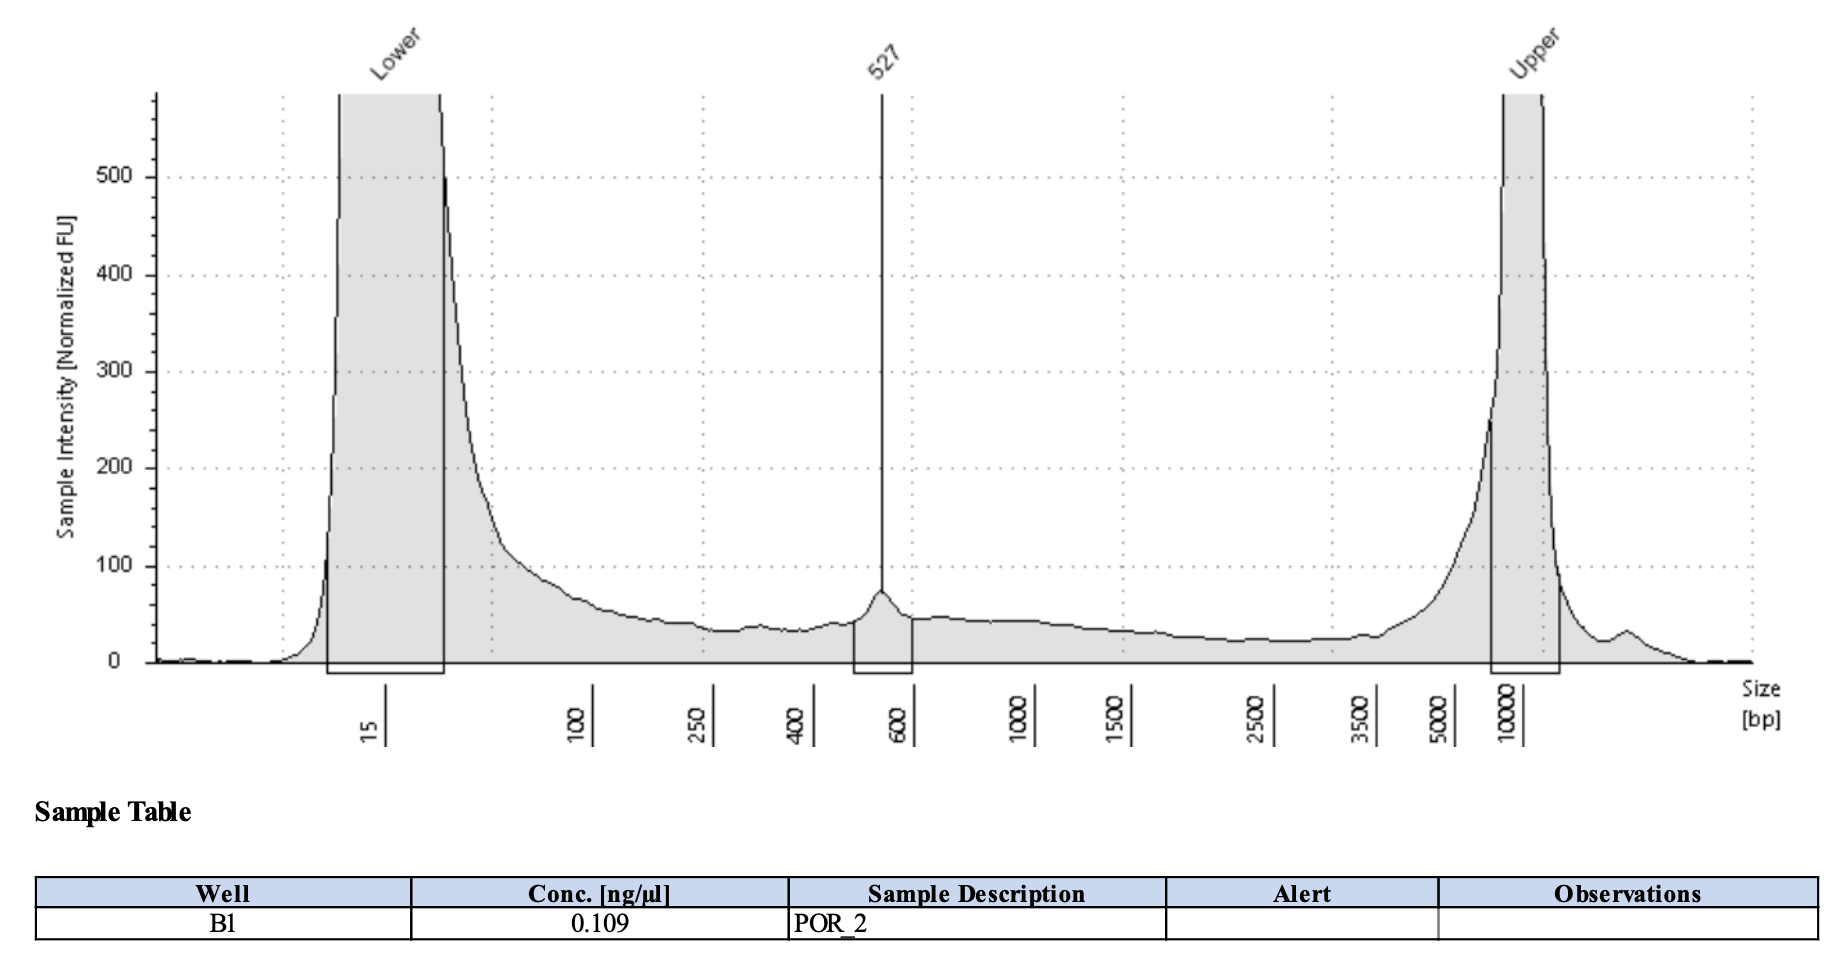 Lower
527
Upper
Sample Intensity [Normalized FU]
500
400
300
200
100
0
15
100
250
400
600
1000
1500
2500
3500
5000
10000
Size
[bp]
Sample Table
Well Conc. [ng/µl] Sample Description Alert Observations
B1 0.109 POR_2